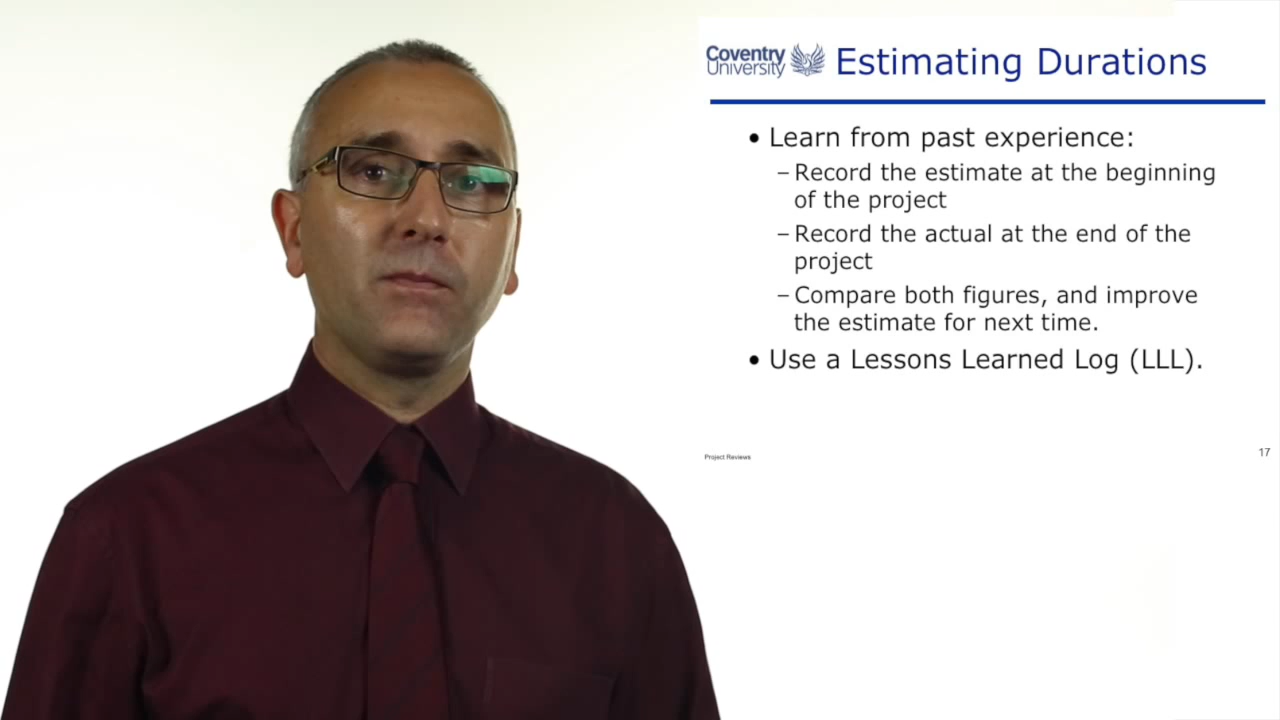 Coventry
University
Estimating Durations
• Learn from past experience:
– Record the estimate at the beginning
of the project
– Record the actual at the end of the
project
– Compare both figures, and improve
the estimate for next time.
• Use a Lessons Learned Log (LLL).
Project Reviews
17